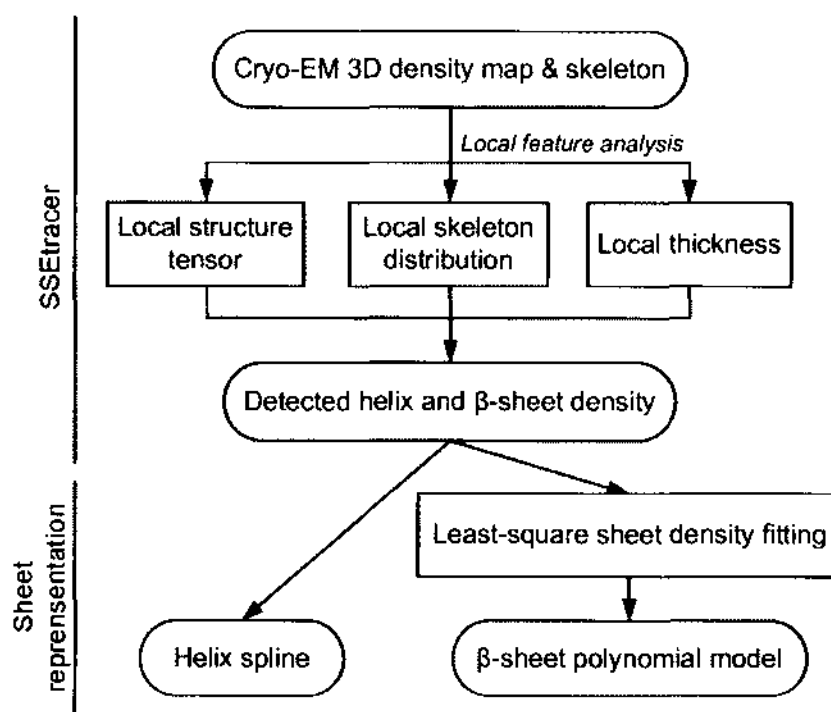 Cryo-EM 3D density map & skeleton
Local feature analysis
Local structure
tensor
Local skeleton
distribution
Local thickness
SSEtracer
Detected helix and β-sheet density
Least-square sheet density fitting
Sheet
reprensentation
Helix spline
β-sheet polynomial model